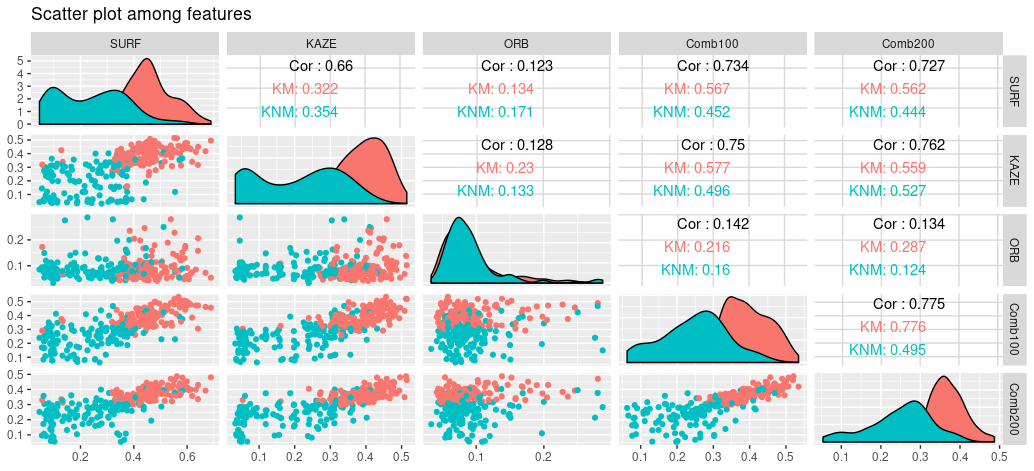 Scatter plot among features
SURF KAZE ORB Comb100 Comb200
5
4
3
2
1
0
Cor : 0.66
KM: 0.322
KNM: 0.354
Cor : 0.123
KM: 0.134
KNM: 0.171
Cor : 0.734
KM: 0.567
KNM: 0.452
Cor : 0.727
KM: 0.562
KNM: 0.444
SURF
0.5
0.4
0.3
0.2
0.1
Cor : 0.128
KM: 0.23
KNM: 0.133
Cor : 0.75
KM: 0.577
KNM: 0.496
Cor : 0.762
KM: 0.559
KNM: 0.527
KAZE
0.2
0.1
Cor : 0.142
KM: 0.216
KNM: 0.16
Cor : 0.134
KM: 0.287
KNM: 0.124
ORB
0.5
0.4
0.3
0.2
0.1
Cor : 0.775
KM: 0.776
KNM: 0.495
Comb100
0.5
0.4
0.3
0.2
0.1
Comb200
0.2 0.4 0.6 0.1 0.2 0.3 0.4 0.5 0.1 0.2 0.1 0.2 0.3 0.4 0.5 0.1 0.2 0.3 0.4 0.5